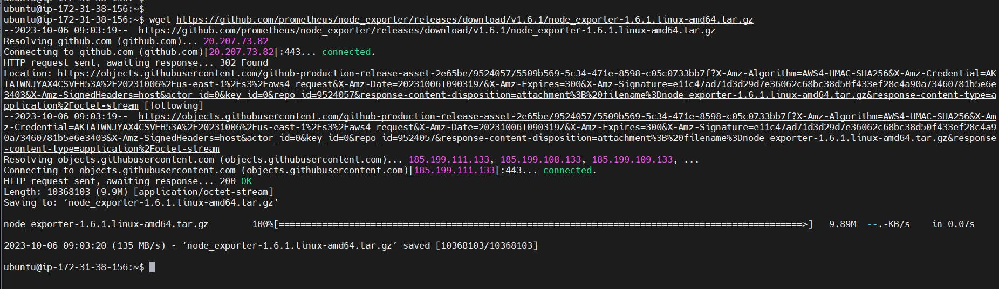 ubuntu@ip-172-31-38-156:~$
ubuntu@ip-172-31-38-156:~$
ubuntu@ip-172-31-38-156:~$ wget https://github.com/prometheus/node_exporter/releases/download/v1.6.1/node_exporter-1.6.1.linux-amd64.tar.gz
--2023-10-06 09:03:19--  https://github.com/prometheus/node_exporter/releases/download/v1.6.1/node_exporter-1.6.1.linux-amd64.tar.gz
Resolving github.com (github.com)... 20.207.73.82
Connecting to github.com (github.com)|20.207.73.82|:443... connected.
HTTP request sent, awaiting response... 302 Found
Location: https://objects.githubusercontent.com/github-production-release-asset-2e65be/9524057/5509b569-5c34-471e-8598-c05c0733bb7f?X-Amz-Algorithm=AWS4-HMAC-SHA256&X-Amz-Credential=AK
IAIWNJYAX4CSVEH53A%2F20231006%2Fus-east-1%2Fs3%2Faws4_request&X-Amz-Date=20231006T090319Z&X-Amz-Expires=300&X-Amz-Signature=e11c47ad71d3d29d7e36062c68bc38d50f433ef28c4a90a73460781b5e6e
3403&X-Amz-SignedHeaders=host&actor_id=0&key_id=0&repo_id=9524057&response-content-disposition=attachment%3B%20filename%3Dnode_exporter-1.6.1.linux-amd64.tar.gz&response-content-type=a
pplication%2Foctet-stream [following]
--2023-10-06 09:03:19--  https://objects.githubusercontent.com/github-production-release-asset-2e65be/9524057/5509b569-5c34-471e-8598-c05c0733bb7f?X-Amz-Algorithm=AWS4-HMAC-SHA256&X-Am
z-Credential=AKIAIWNJYAX4CSVEH53A%2F20231006%2Fus-east-1%2Fs3%2Faws4_request&X-Amz-Date=20231006T090319Z&X-Amz-Expires=300&X-Amz-Signature=e11c47ad71d3d29d7e36062c68bc38d50f433ef28c4a9
0a73460781b5e6e3403&X-Amz-SignedHeaders=host&actor_id=0&key_id=0&repo_id=9524057&response-content-disposition=attachment%3B%20filename%3Dnode_exporter-1.6.1.linux-amd64.tar.gz&response
-content-type=application%2Foctet-stream
Resolving objects.githubusercontent.com (objects.githubusercontent.com)... 185.199.111.133, 185.199.108.133, 185.199.109.133, ...
Connecting to objects.githubusercontent.com (objects.githubusercontent.com)|185.199.111.133|:443... connected.
HTTP request sent, awaiting response... 200 OK
Length: 10368103 (9.9M) [application/octet-stream]
Saving to: ‘node_exporter-1.6.1.linux-amd64.tar.gz’
node_exporter-1.6.1.linux-amd64.tar.gz        100%[=================================================================================================>]   9.89M  --.-KB/s    in 0.07s
2023-10-06 09:03:20 (135 MB/s) - ‘node_exporter-1.6.1.linux-amd64.tar.gz’ saved [10368103/10368103]
ubuntu@ip-172-31-38-156:~$